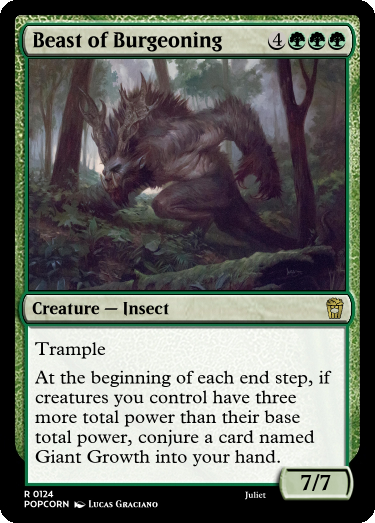 Beast of Burgeoning 4
Creature — Insect
Trample
At the beginning of each end step, if
creatures you control have three
more total power than their base
total power, conjure a card named
Giant Growth into your hand.
7/7
R 0124
Juliet
POPCORN LUCAS GRACIANO